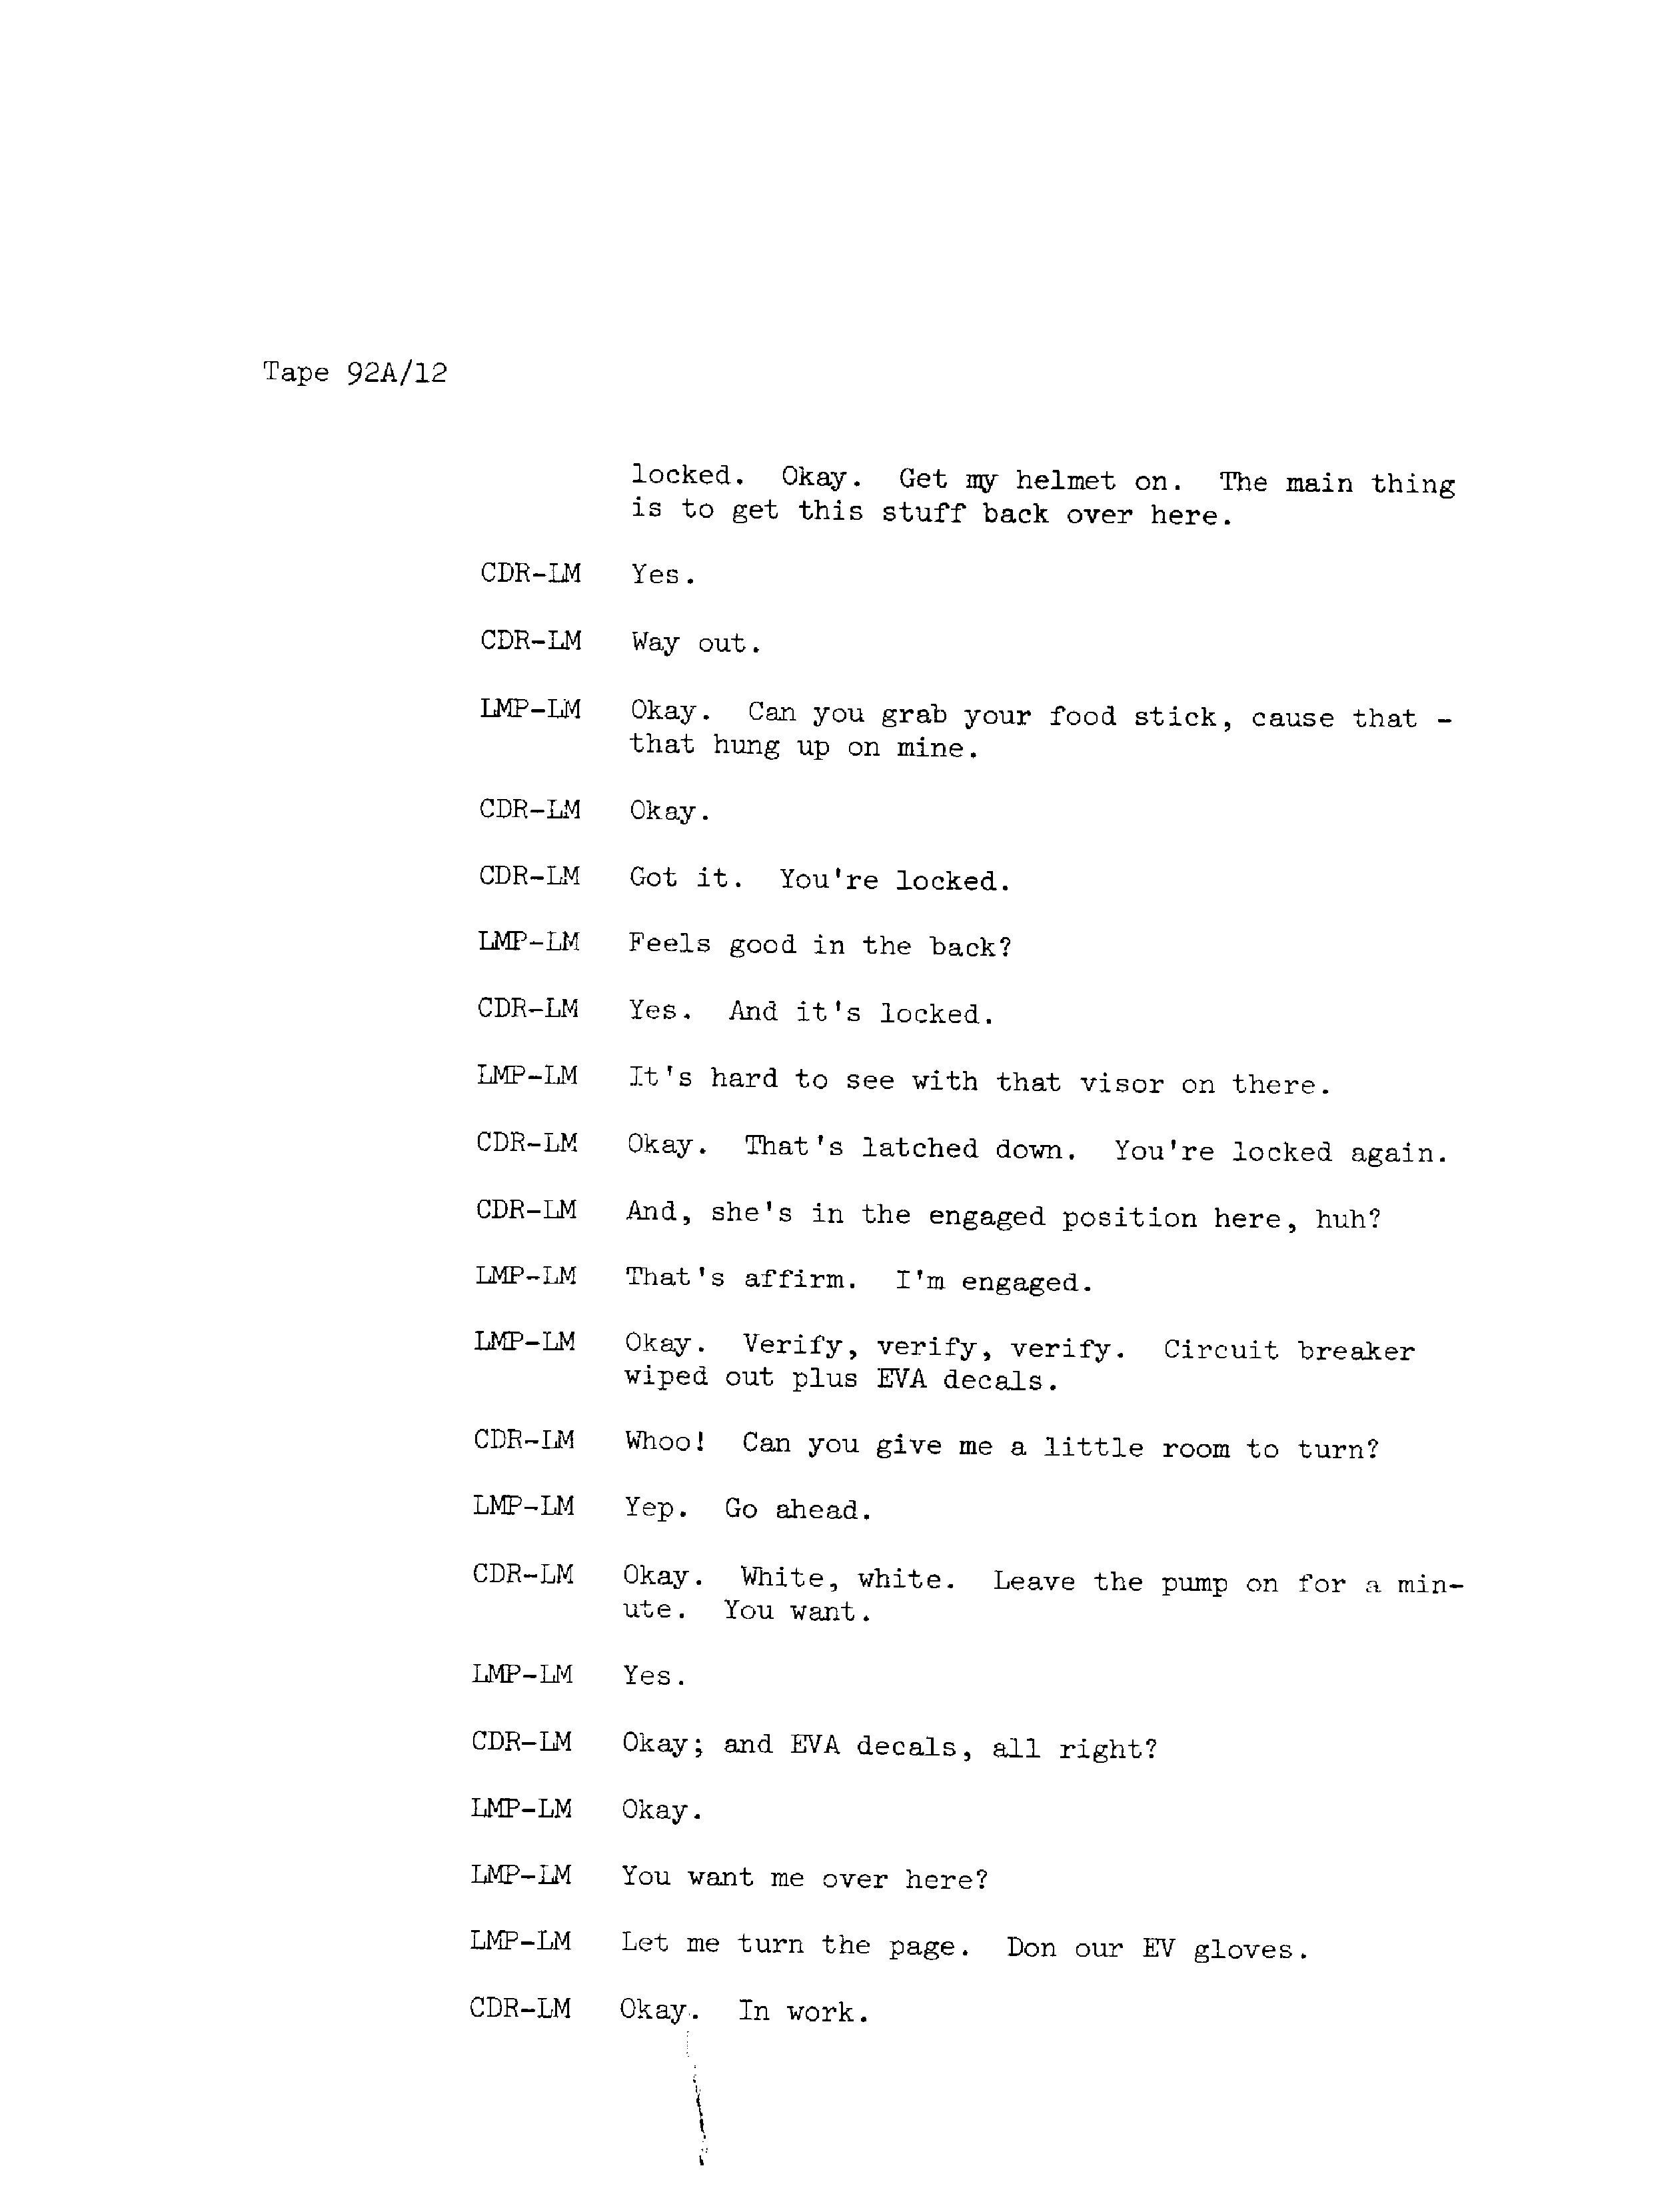 Tape 92A/12
locked. Okay. Get my helmet on. The main thing
is to get this stuff back over here.
CDR-LM Yes.
CDR-LM Way out.
LMP-LM Okay. Can you grab your food stick, cause that -
that hung up on mine.
CDR-LM Okay.
CDR-LM Got it. You're locked.
LMP-LM Feels good in the back?
CDR-LM Yes. And it's locked.
LMP-LM It's hard to see with that visor on there.
CDR-LM Okay. That's latched down. You're locked again.
CDR-LM And, she's in the engaged position here, huh?
LMP-LM That's affirm. I'm engaged.
LMP-LM Okay. Verify, verify, verify. Circuit breaker
wiped out plus EVA decals.
CDR-LM Whoo! Can you give me a little room to turn?
LMP-LM Yep. Go ahead.
CDR-LM Okay. White, white. Leave the pump on for a min-
ute. You want.
LMP-LM Yes.
CDR-LM Okay; and EVA decals, all right?
LMP-LM Okay.
LMP-LM You want me over here?
LMP-LM Let me turn the page. Don our EV gloves.
CDR-LM Okay. In work.